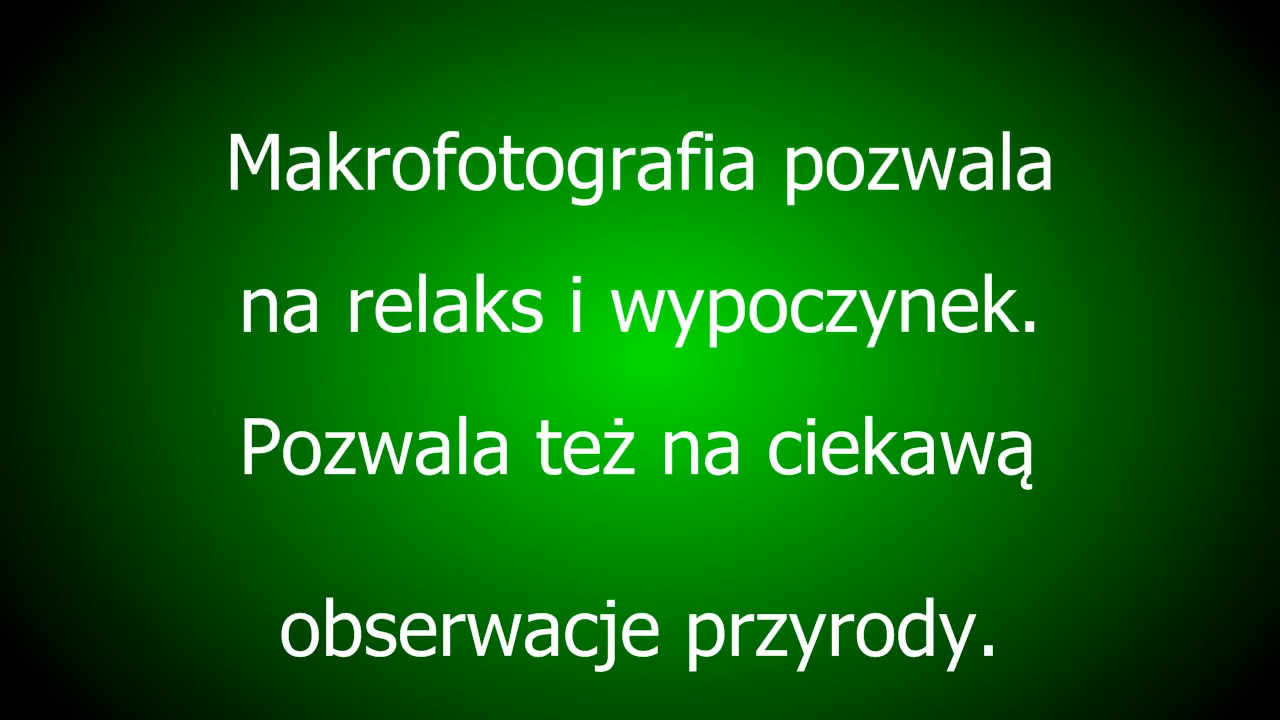 Makrofotografia pozwala
na relaks i wypoczynek.
Pozwala też na ciekawą
obserwacje przyrody.